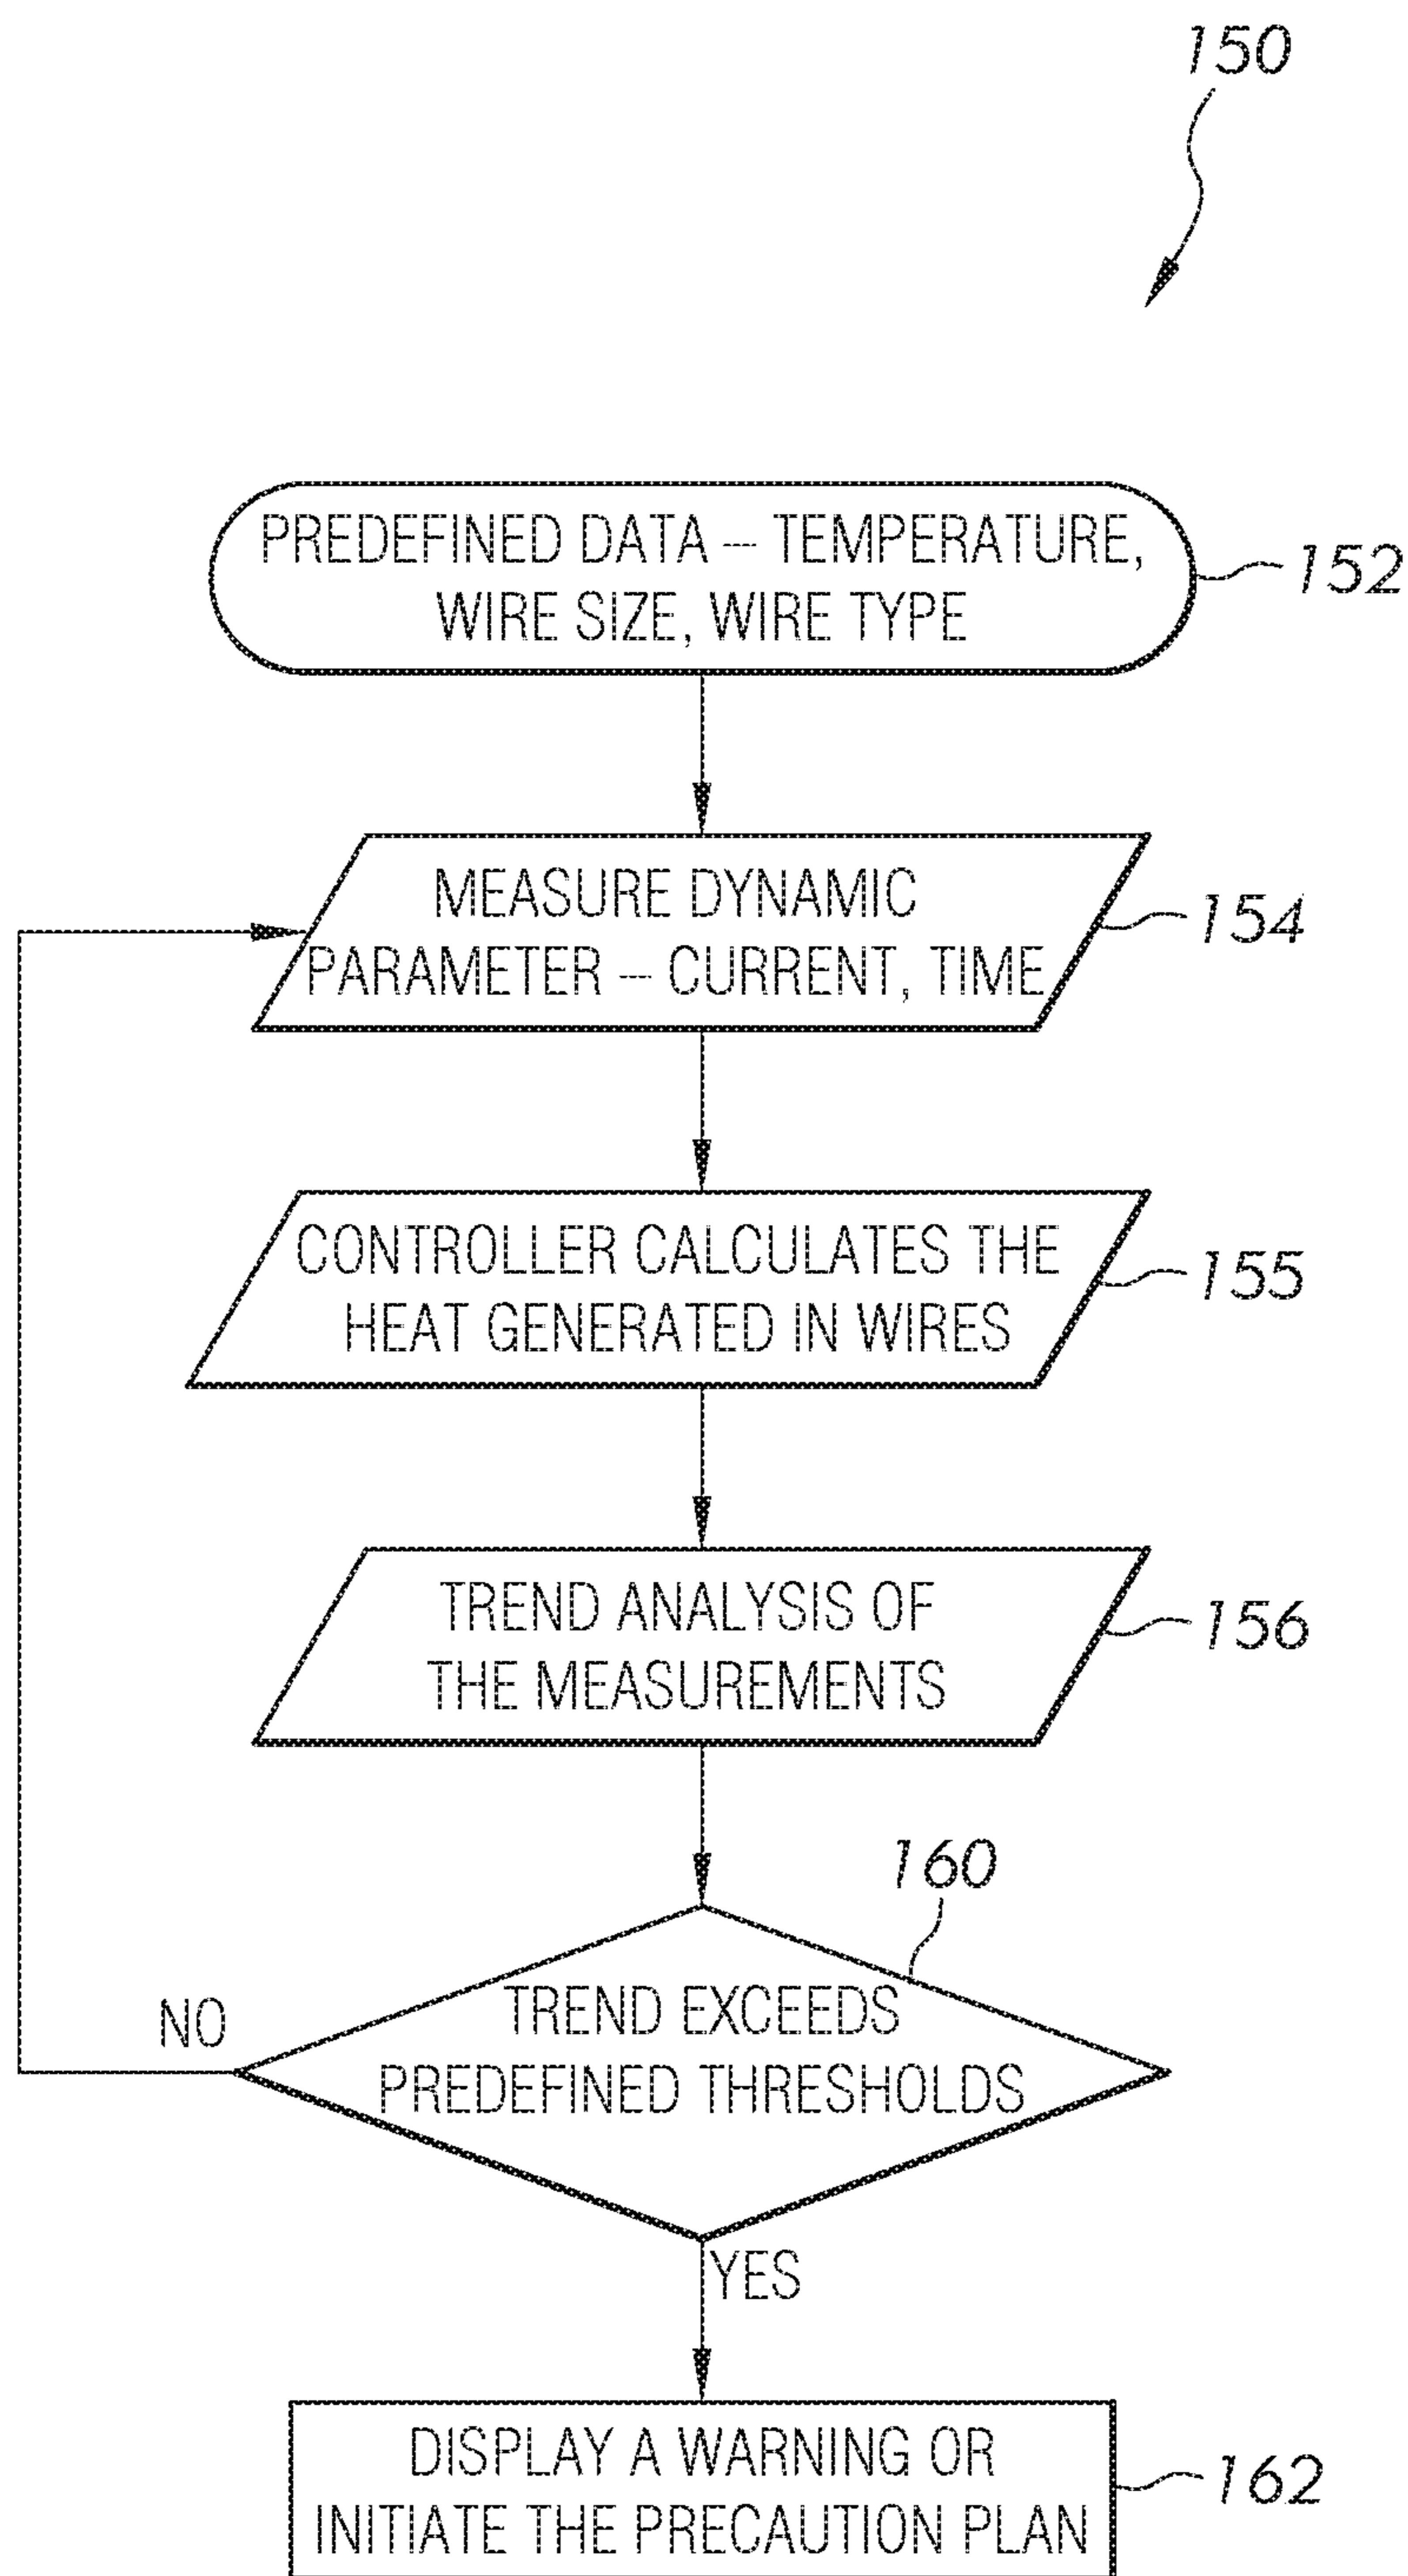 150
PREDEFINED DATA -- TEMPERATURE,
WIRE SIZE, WIRE TYPE
152
MEASURE DYNAMIC
PARAMETER -- CURRENT, TIME
154
CONTROLLER CALCULATES THE
HEAT GENERATED IN WIRES
155
TREND ANALYSIS OF
THE MEASUREMENTS
156
160
TREND EXCEEDS
PREDEFINED THRESHOLDS
NO
YES
DISPLAY A WARNING OR
INITIATE THE PRECAUTION PLAN
162